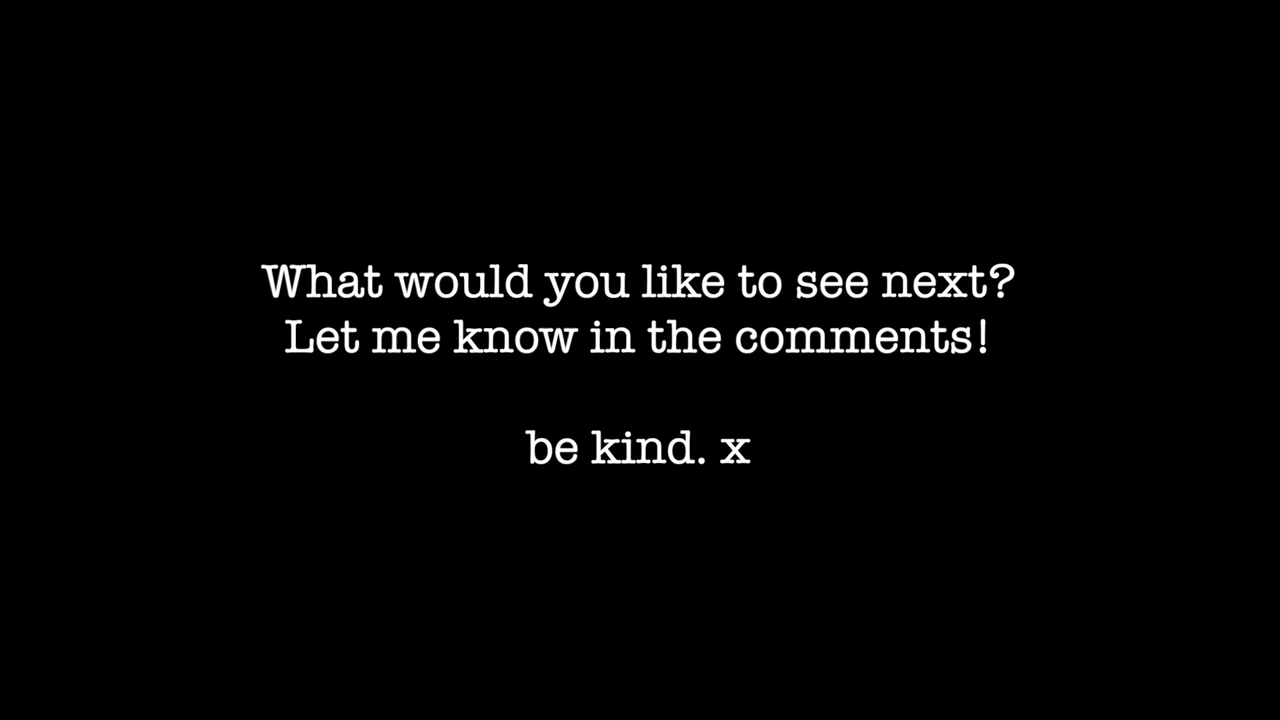 What would you like to see next?
Let me know in the comments!
be kind. x